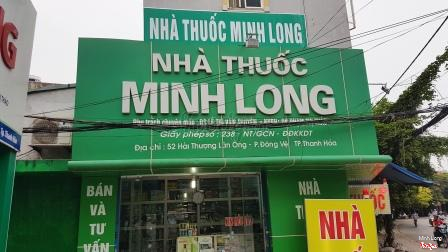 NHÀ THUỐC MINH LONG
NHÀ THUỐC
MINH LONG
Giấy phép số: 238 - NT/GCN - ĐĐKKDT
Địa chỉ: 52 Hải Thượng Lãn Ông - P.Đông Vệ - TP.Thanh Hóa
BÁN
VÀ TƯ
VẤN
NHÀ
NHÀ